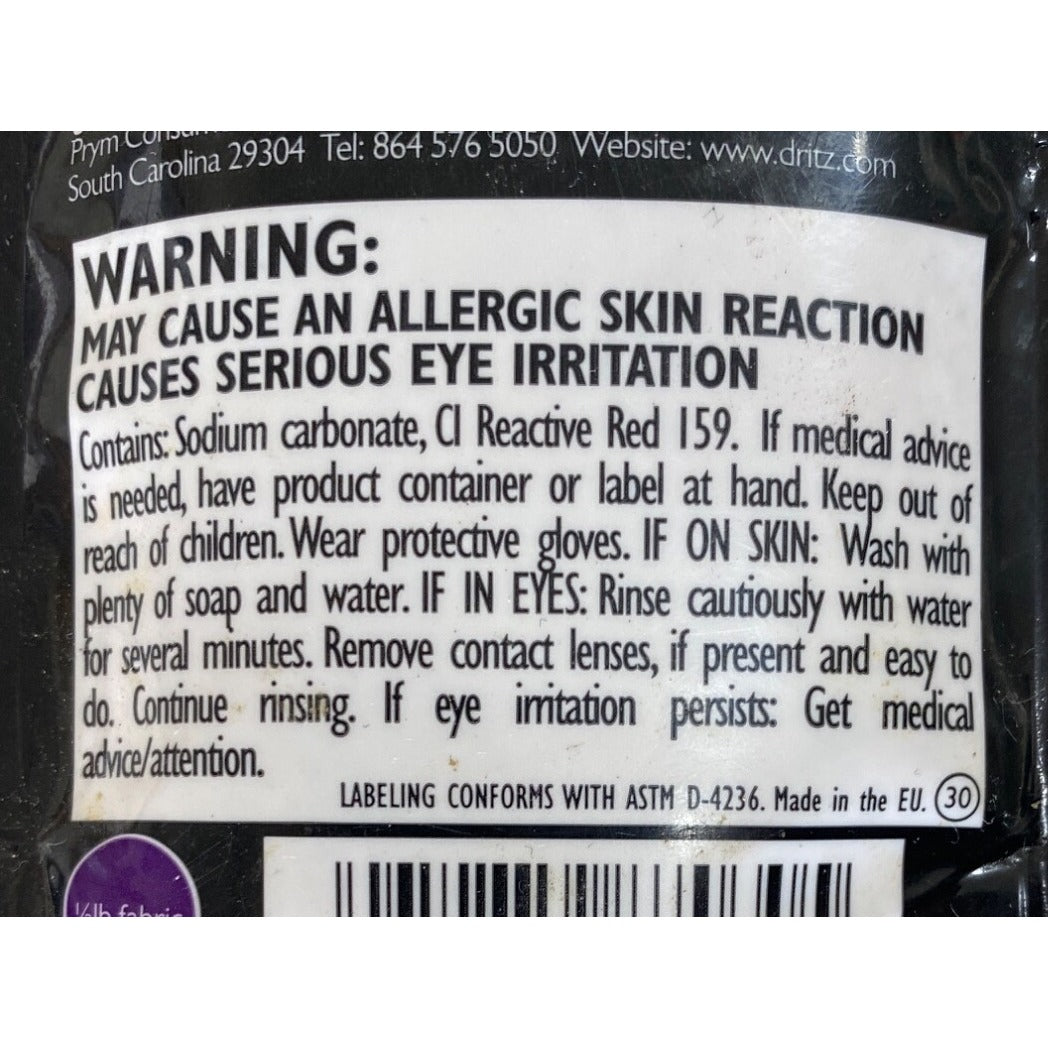 Prym
South Carolina 29304 Tel: 864 576 5050 Website: www.dritz.com
WARNING:
MAY CAUSE AN ALLERGIC SKIN REACTION
CAUSES SERIOUS EYE IRRITATION
Contains: Sodium carbonate, CI Reactive Red 159. If medical advice
is needed, have product container or label at hand. Keep out of
reach of children. Wear protective gloves. IF ON SKIN: Wash with
plenty of soap and water. IF IN EYES: Rinse cautiously with water
for several minutes. Remove contact lenses, if present and easy to
do. Continue rinsing. If eye irritation persists: Get medical
advice/attention.
LABELING CONFORMS WITH ASTM D-4236. Made in the EU. 30
½lb fabric